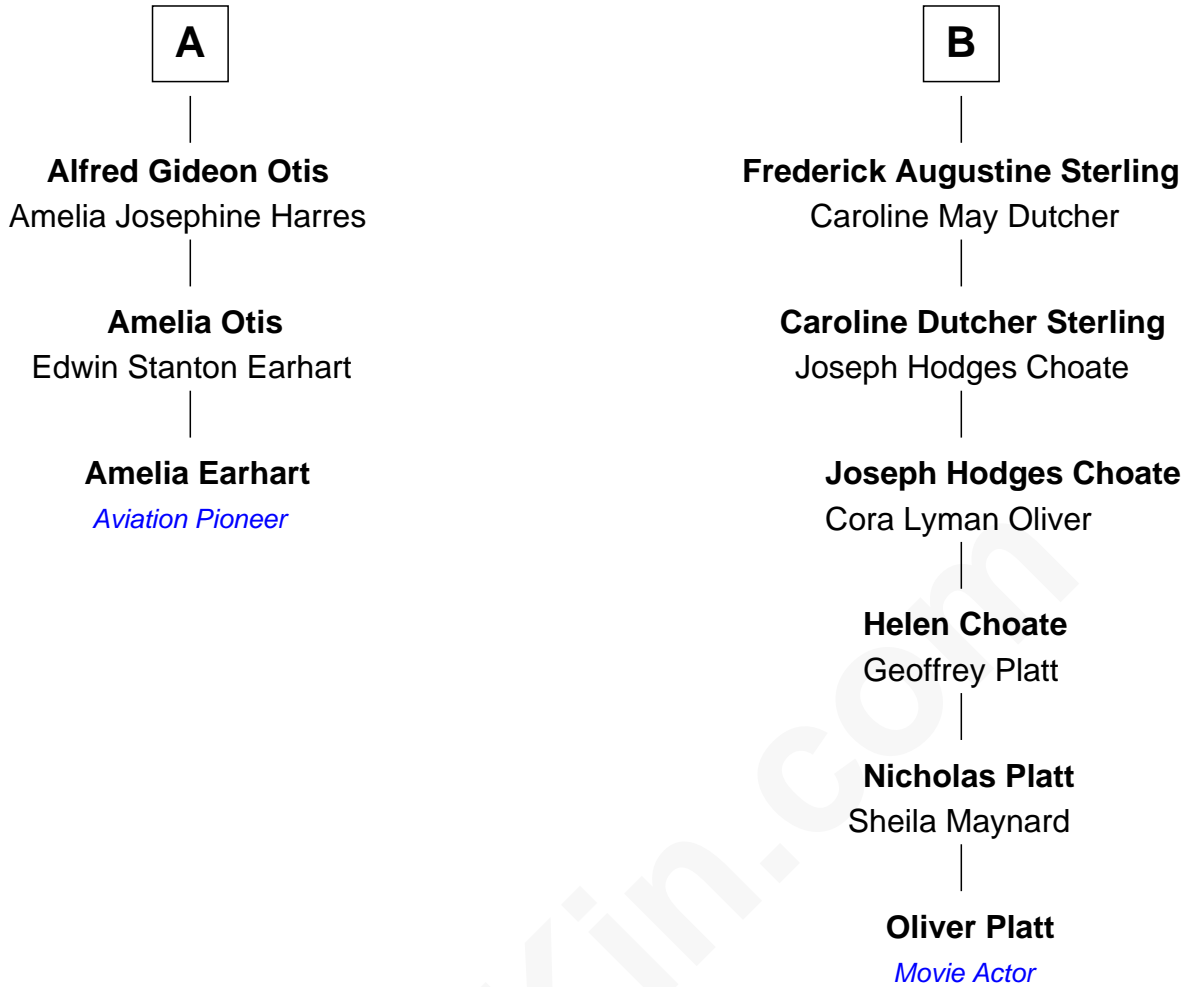 A
Alfred Gideon Otis
Amelia Josephine Harres
Amelia Otis
Edwin Stanton Earhart
Amelia Earhart
Aviation Pioneer
B
Frederick Augustine Sterling
Caroline May Dutcher
Caroline Dutcher Sterling
Joseph Hodges Choate
Joseph Hodges Choate
Cora Lyman Oliver
Helen Choate
Geoffrey Platt
Nicholas Platt
Sheila Maynard
Oliver Platt
Movie Actor
Kin.com